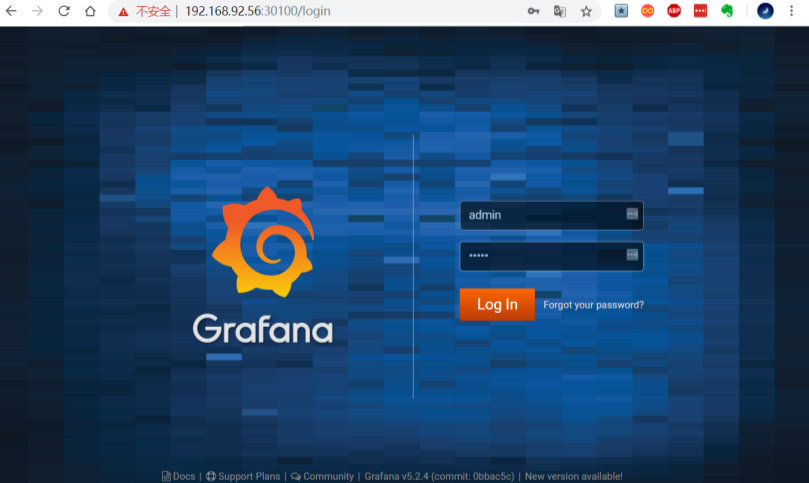 不安全 | 192.168.92.56:30100/login
ABP
admin
•••••
Log In
Forgot your password?
Grafana
Docs | Support Plans | Community | Grafana v5.2.4 (commit: 0bbac5c) | New version available!